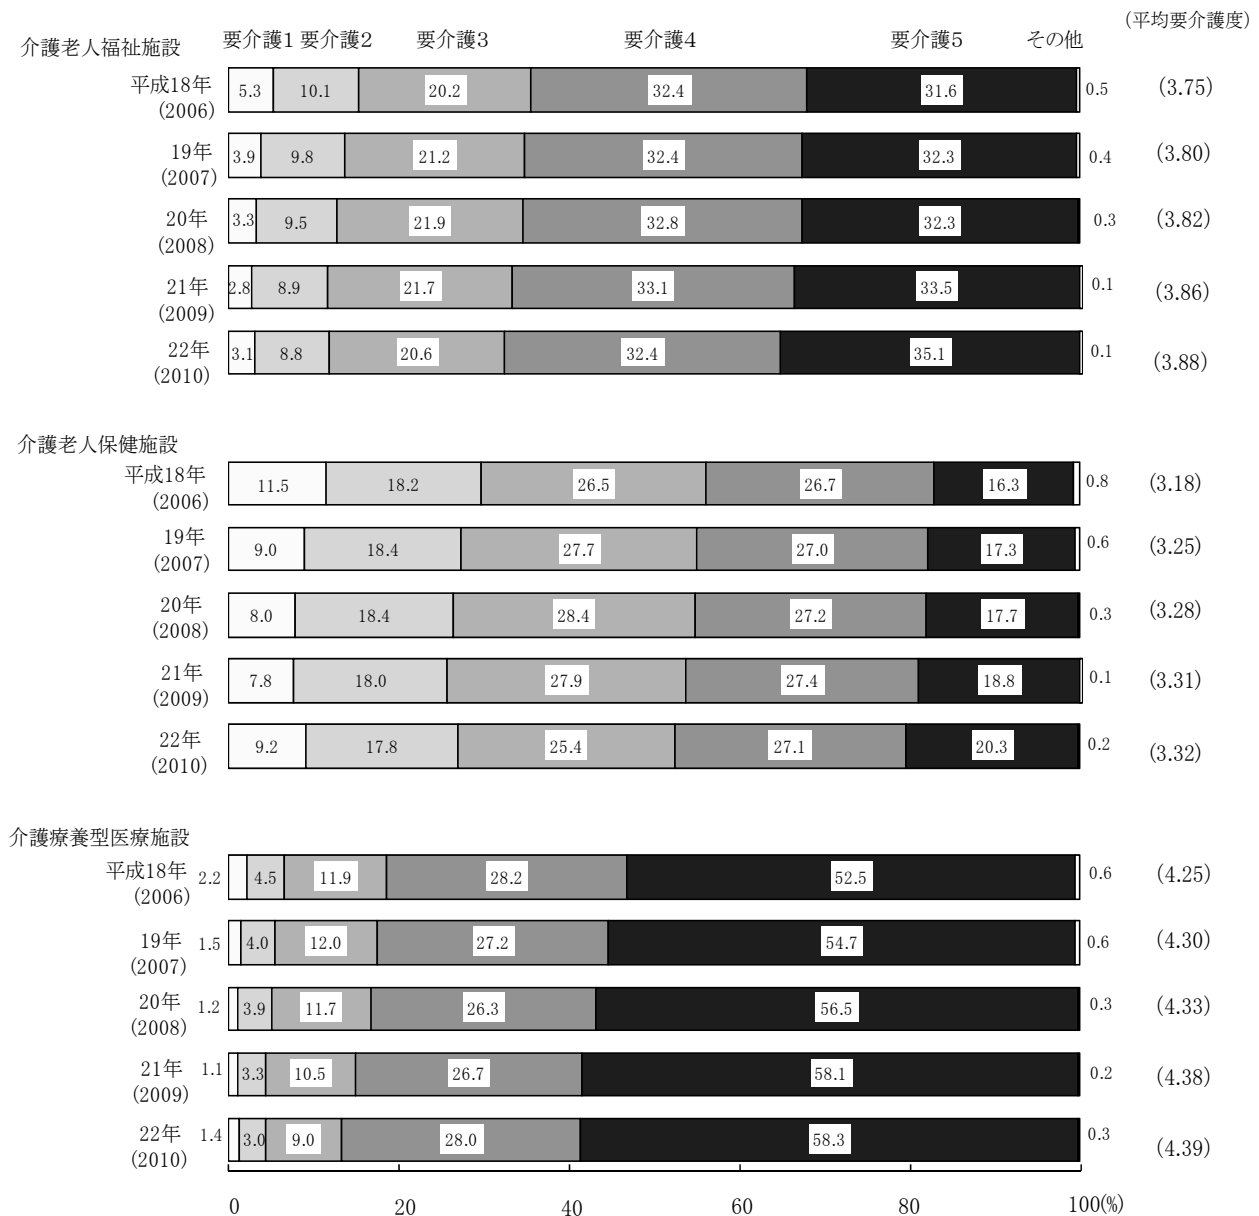 (平均要介護度)
介護老人福祉施設 要介護1 要介護2 要介護3 要介護4 要介護5 その他
平成18年 5.3 10.1 20.2 32.4 31.6 0.5 (3.75)
(2006)
19年 3.9 9.8 21.2 32.4 32.3 0.4 (3.80)
(2007)
20年 3.3 9.5 21.9 32.8 32.3 0.3 (3.82)
(2008)
21年 2.8 8.9 21.7 33.1 33.5 0.1 (3.86)
(2009)
22年 3.1 8.8 20.6 32.4 35.1 0.1 (3.88)
(2010)
介護老人保健施設
平成18年 11.5 18.2 26.5 26.7 16.3 0.8 (3.18)
(2006)
19年 9.0 18.4 27.7 27.0 17.3 0.6 (3.25)
(2007)
20年 8.0 18.4 28.4 27.2 17.7 0.3 (3.28)
(2008)
21年 7.8 18.0 27.9 27.4 18.8 0.1 (3.31)
(2009)
22年 9.2 17.8 25.4 27.1 20.3 0.2 (3.32)
(2010)
介護療養型医療施設
平成18年 2.2 4.5 11.9 28.2 52.5 0.6 (4.25)
(2006)
19年 1.5 4.0 12.0 27.2 54.7 0.6 (4.30)
(2007)
20年 1.2 3.9 11.7 26.3 56.5 0.3 (4.33)
(2008)
21年 1.1 3.3 10.5 26.7 58.1 0.2 (4.38)
(2009)
22年 1.4 3.0 9.0 28.0 58.3 0.3 (4.39)
(2010)
0 20 40 60 80 100(%)